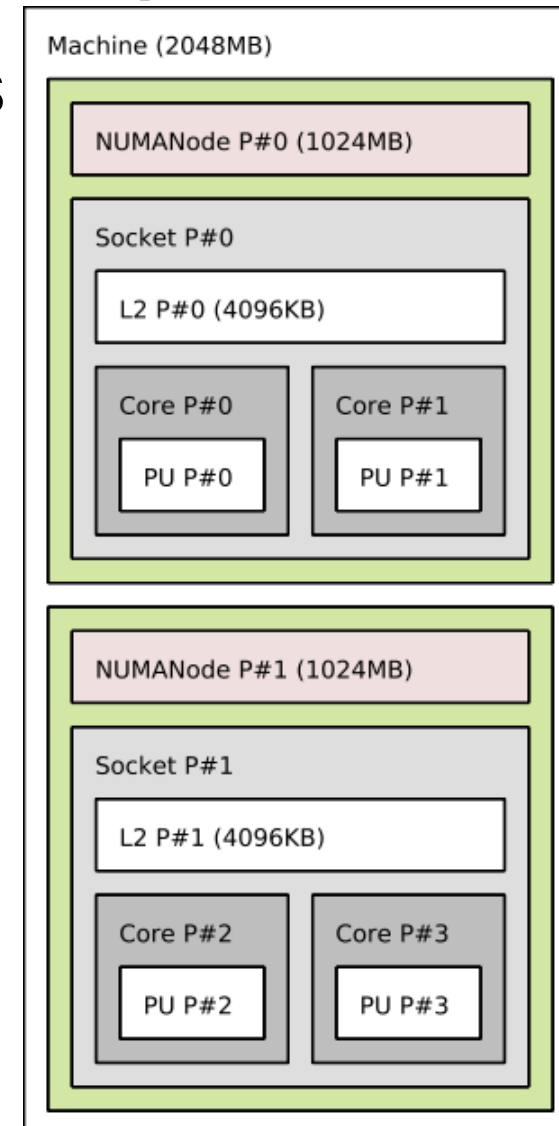 Machine (2048MB)
s
NUMANode P#0 (1024MB)
Socket P#0
L2 P#0 (4096KB)
Core P#0 Core P#1
PU P#0 PU P#1
NUMANode P#1 (1024MB)
Socket P#1
L2 P#1 (4096KB)
Core P#2 Core P#3
PU P#2 PU P#3